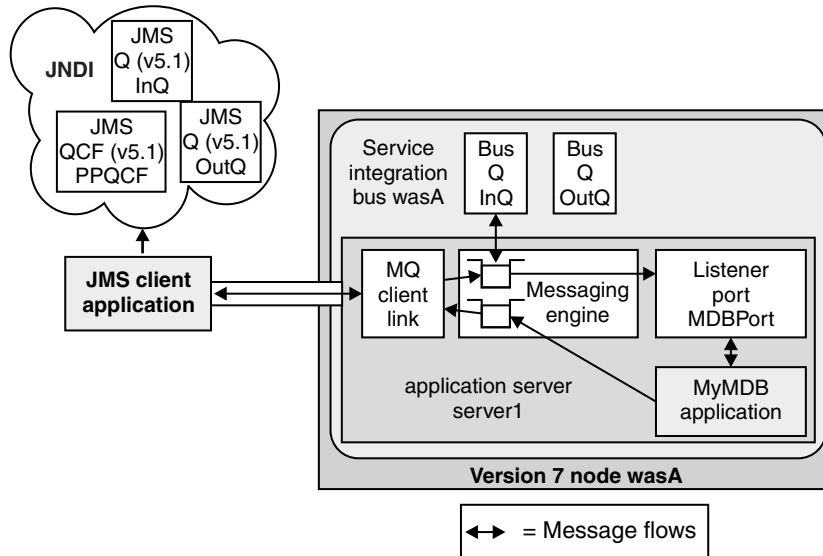 JNDI
JMS
Q (v5.1)
InQ
JMS
QCF (v5.1)
PPQCF
JMS
Q (v5.1)
OutQ
JMS client
application
Service
integration
bus wasA
Bus
Q
InQ
Bus
Q
OutQ
MQ
client
link
Messaging
engine
Listener
port
MDBPort
application server
server1
MyMDB
application
Version 7 node wasA
= Message flows